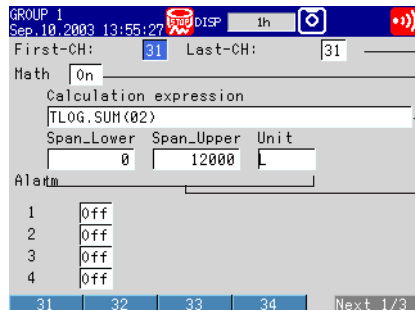 GROUP 1
Sep.10.2003 13:55:27 STOP DISP 1h
First-CH: 31 Last-CH: 31
Math On
Calculation expression
TLOG.SUM(02)
Span_Lower Span_Upper Unit
0 12000 L
Alarm
1 Off
2 Off
3 Off
4 Off
31 32 33 34 Next 1/3